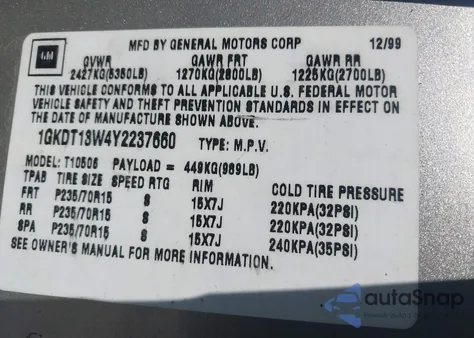 GM
MFD BY GENERAL MOTORS CORP 12/99
GVWR GAWR FRT GAWR RR
2427KG(5350LB) 1270KG(2800LB) 1225KG(2700LB)
THIS VEHICLE CONFORMS TO ALL APPLICABLE U.S. FEDERAL MOTOR
VEHICLE SAFETY AND THEFT PREVENTION STANDARDS IN EFFECT ON
THE DATE OF MANUFACTURE SHOWN ABOVE.
1GKDT13W4Y2237660 TYPE: M.P.V.
MODEL: T10506 PAYLOAD = 449KG(989LB)
TPAB TIRE SIZE SPEED RTG RIM COLD TIRE PRESSURE
FRT P235/70R15 S 15X7J 220KPA(32PSI)
RR P235/70R15 S 15X7J 220KPA(32PSI)
SPA P235/70R15 S 15X7J 240KPA(35PSI)
SEE OWNER'S MANUAL FOR MORE INFORMATION.
autoSnap